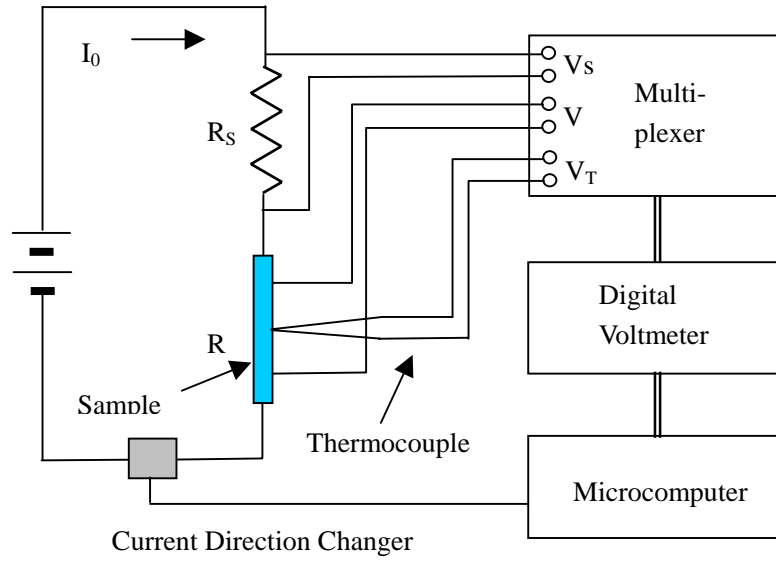 I0
RS
VS
V
VT
Multi-
plexer
Digital
Voltmeter
R
Sample
Thermocouple
Microcomputer
Current Direction Changer